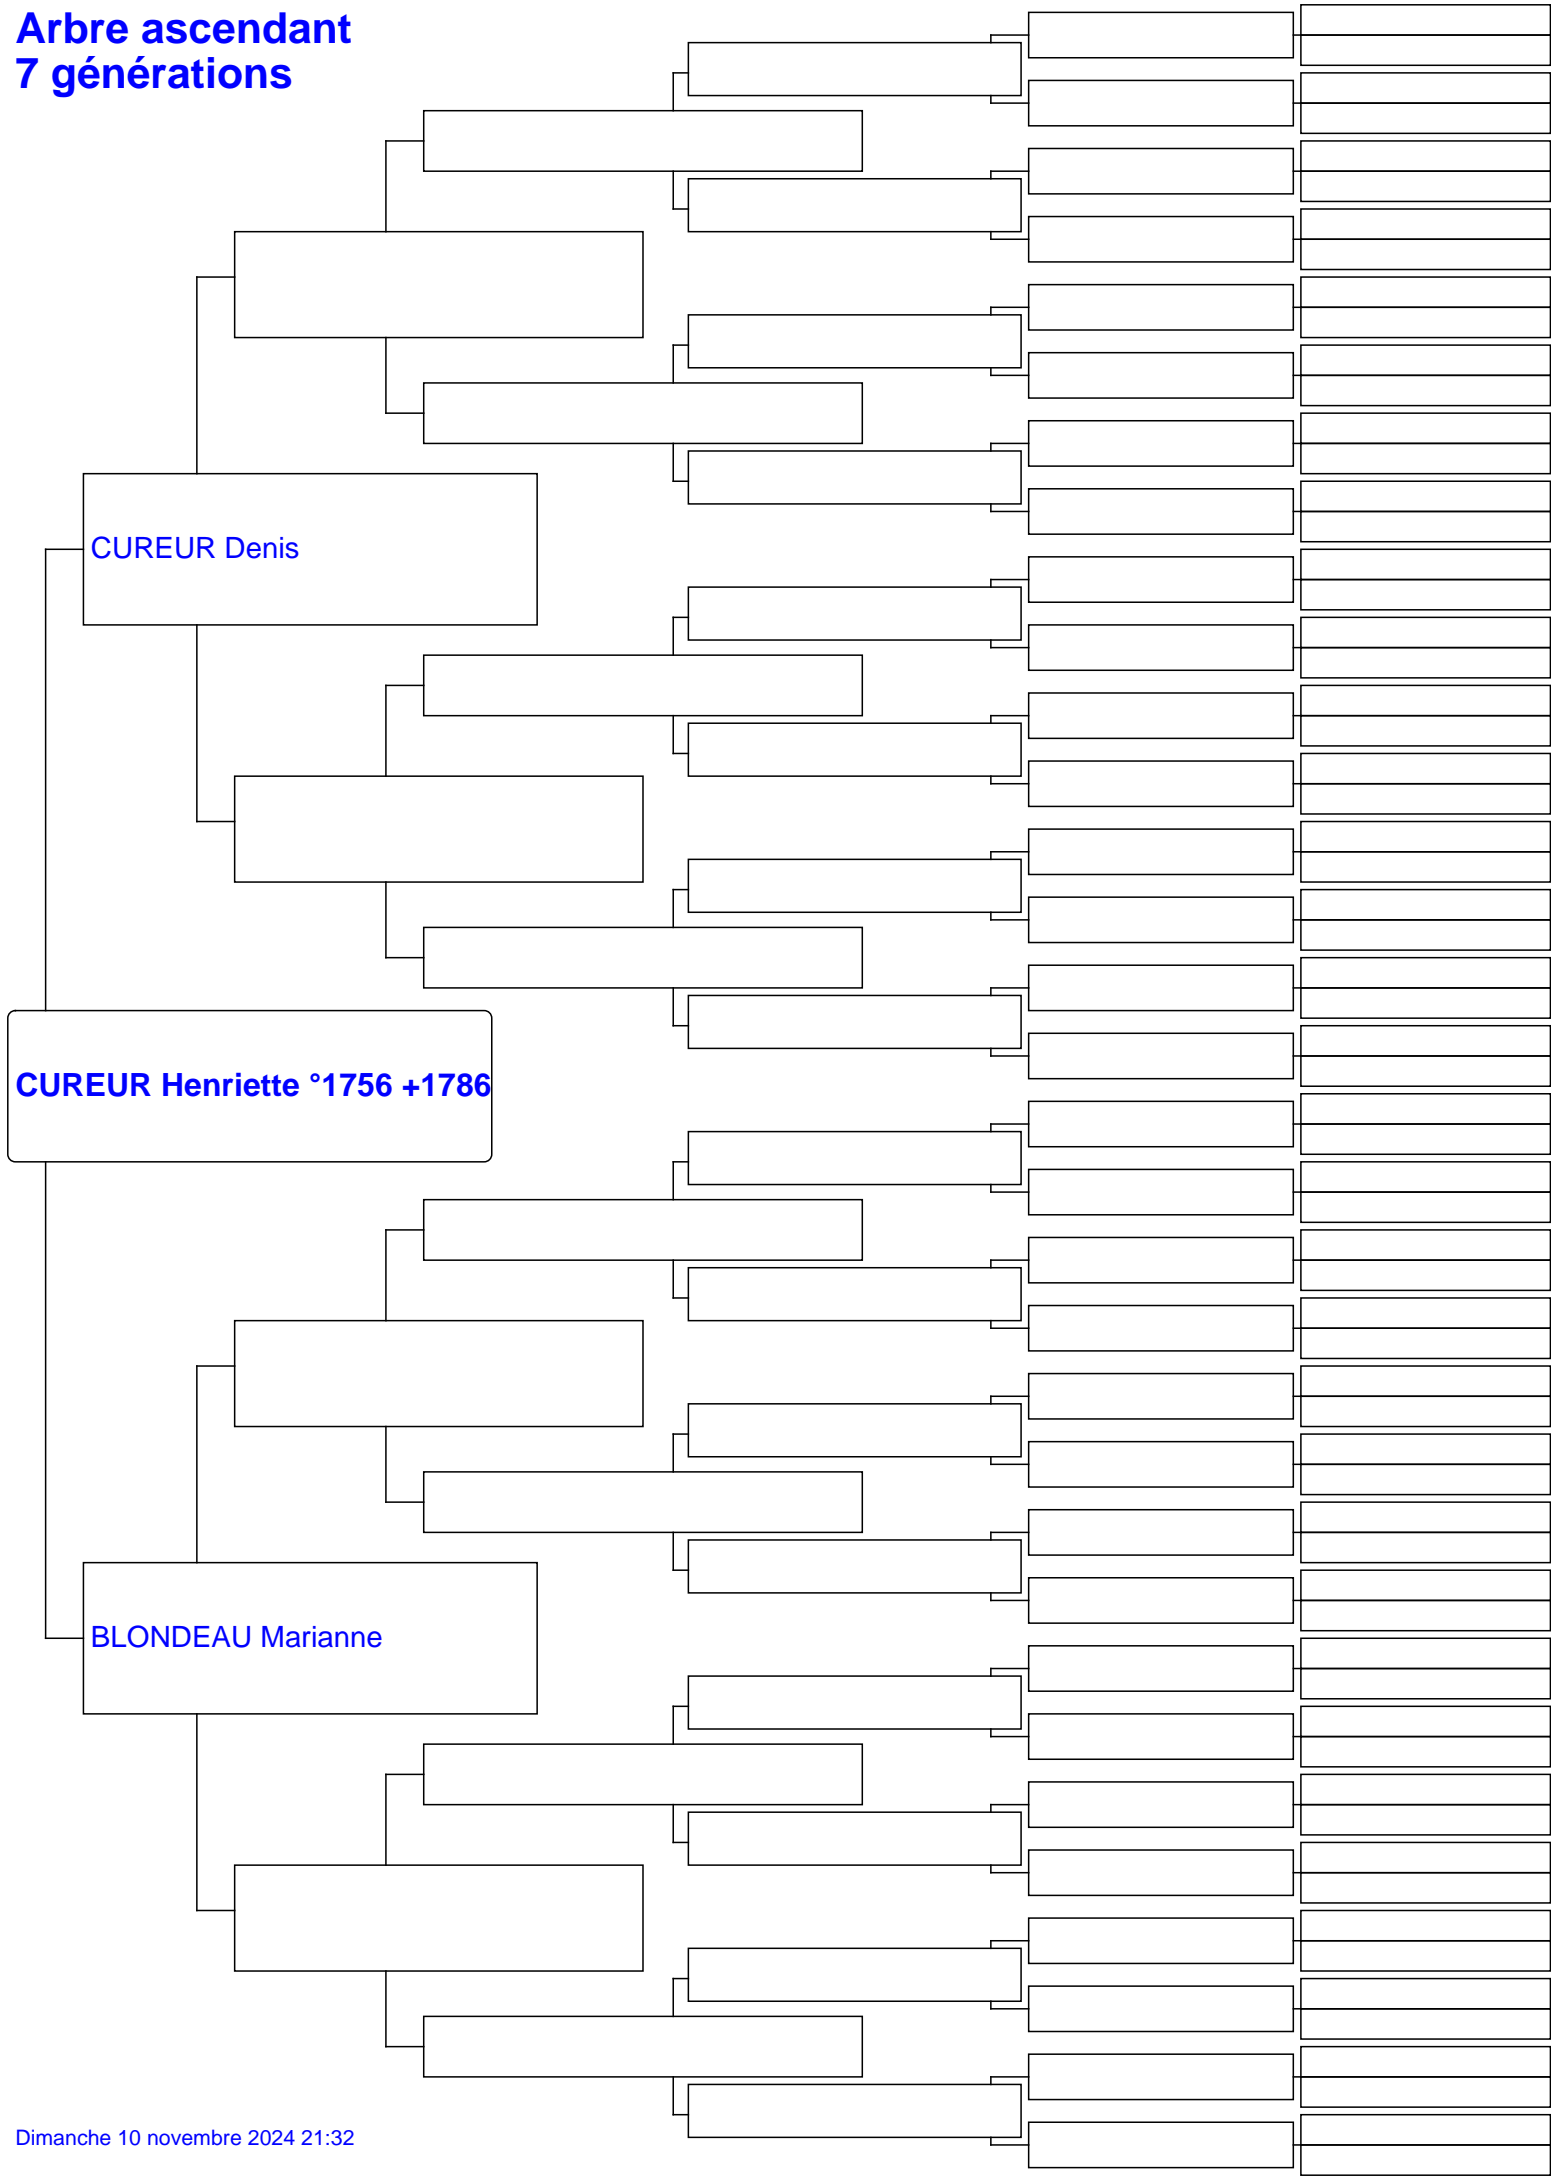 Arbre ascendant
7 générations
CUREUR Denis
CUREUR Henriette °1756 +1786
BLONDEAU Marianne
Dimanche 10 novembre 2024 21:32